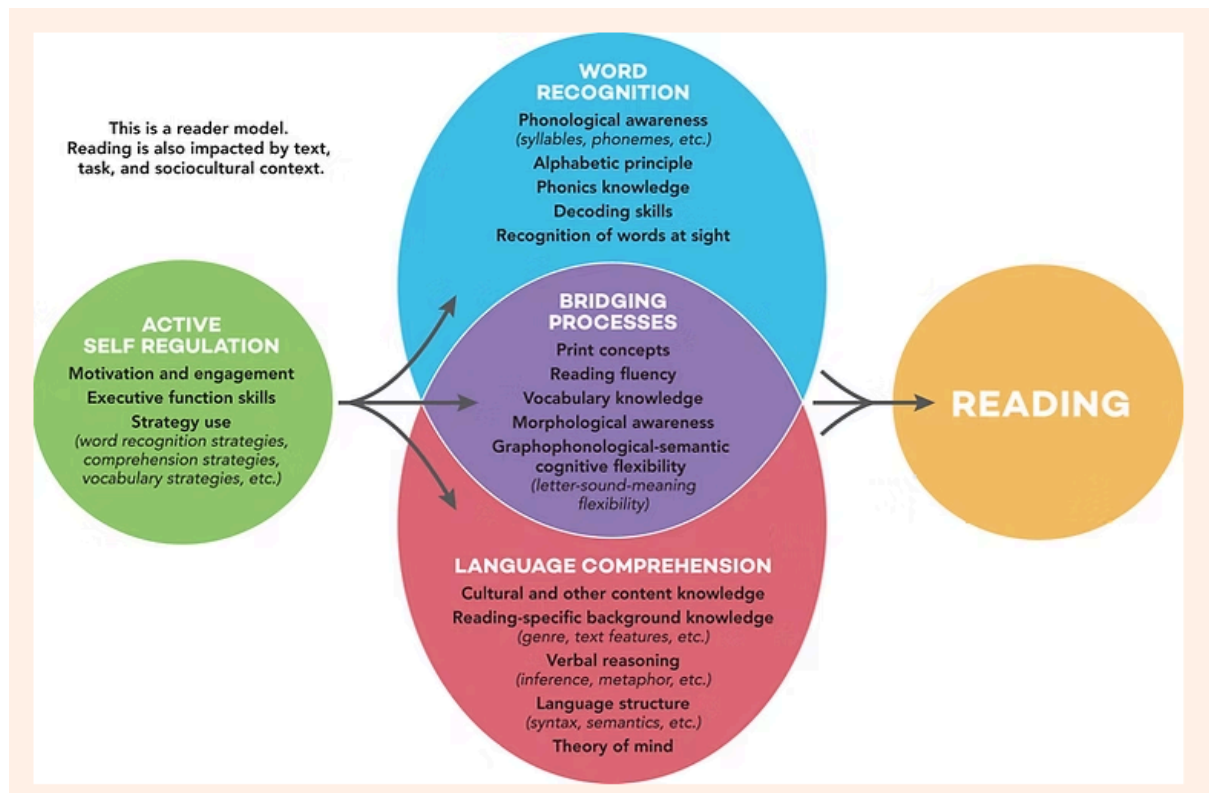 This is a reader model.
Reading is also impacted by text,
task, and sociocultural context.
ACTIVE
SELF REGULATION
Motivation and engagement
Executive function skills
Strategy use
(word recognition strategies,
comprehension strategies,
vocabulary strategies, etc.)
WORD
RECOGNITION
Phonological awareness
(syllables, phonemes, etc.)
Alphabetic principle
Phonics knowledge
Decoding skills
Recognition of words at sight
BRIDGING
PROCESSES
Print concepts
Reading fluency
Vocabulary knowledge
Morphological awareness
Graphophonological-semantic
cognitive flexibility
(letter-sound-meaning
flexibility)
LANGUAGE COMPREHENSION
Cultural and other content knowledge
Reading-specific background knowledge
(genre, text features, etc.)
Verbal reasoning
(inference, metaphor, etc.)
Language structure
(syntax, semantics, etc.)
Theory of mind
READING